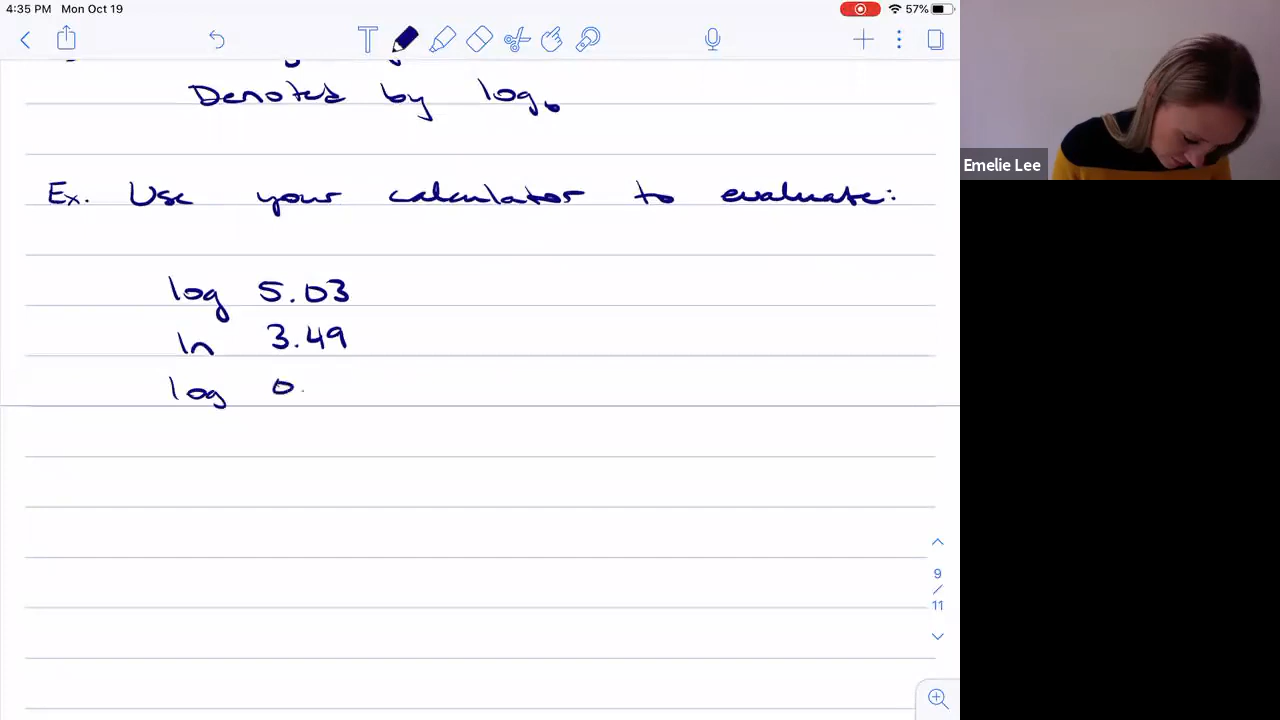 4:35 PM Mon Oct 19
57%
Denoted by log_b
Ex. Use your calculator to evaluate:
log 5.03
ln 3.49
log 0.
Emelie Lee
9
/
11